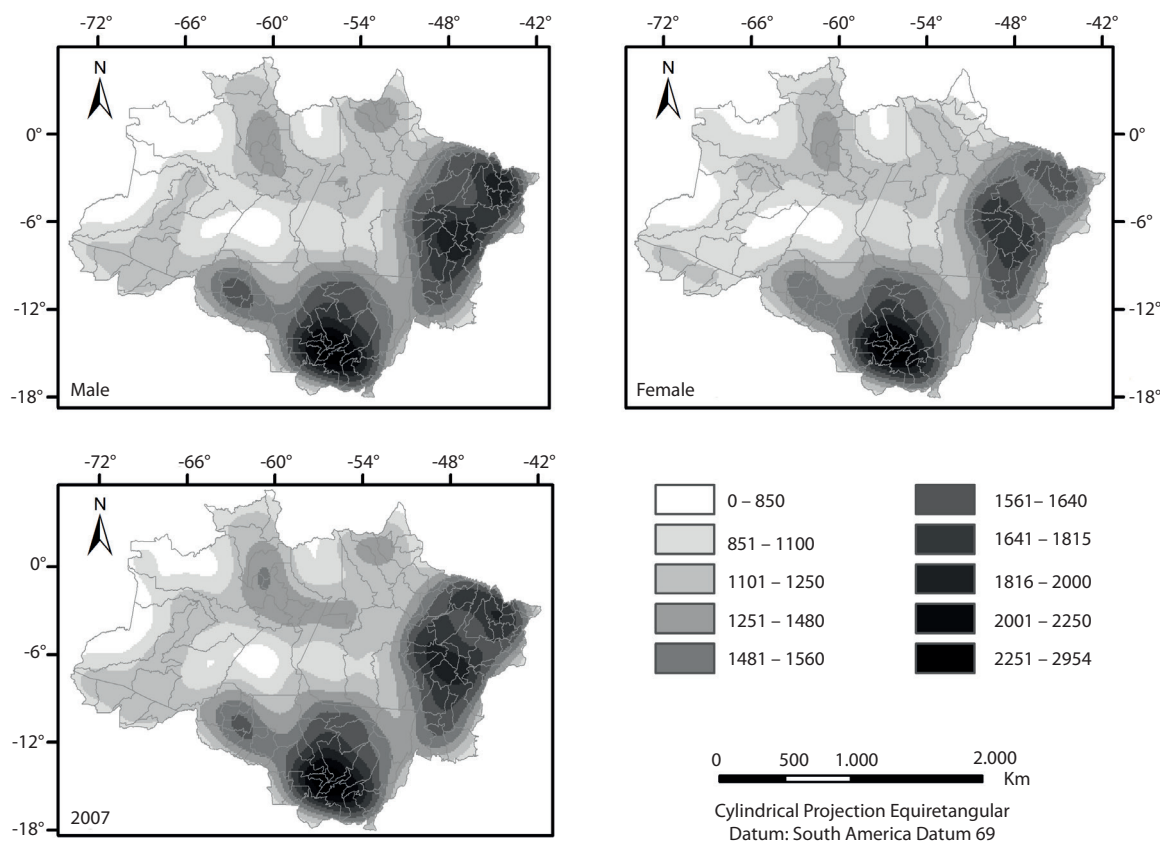 -72° -66° -60° -54° -48° -42°
-72° -66° -60° -54° -48° -42°
N
N
0°
-6°
-12°
-18°
0°
-6°
-12°
-18°
Male
Female
-72° -66° -60° -54° -48° -42°
N
0°
-6°
-12°
-18°
2007
0 – 850
851 – 1100
1101 – 1250
1251 – 1480
1481 – 1560
1561– 1640
1641 – 1815
1816 – 2000
2001 – 2250
2251 – 2954
0 500 1.000 2.000
Km
Cylindrical Projection Equiretangular
Datum: South America Datum 69